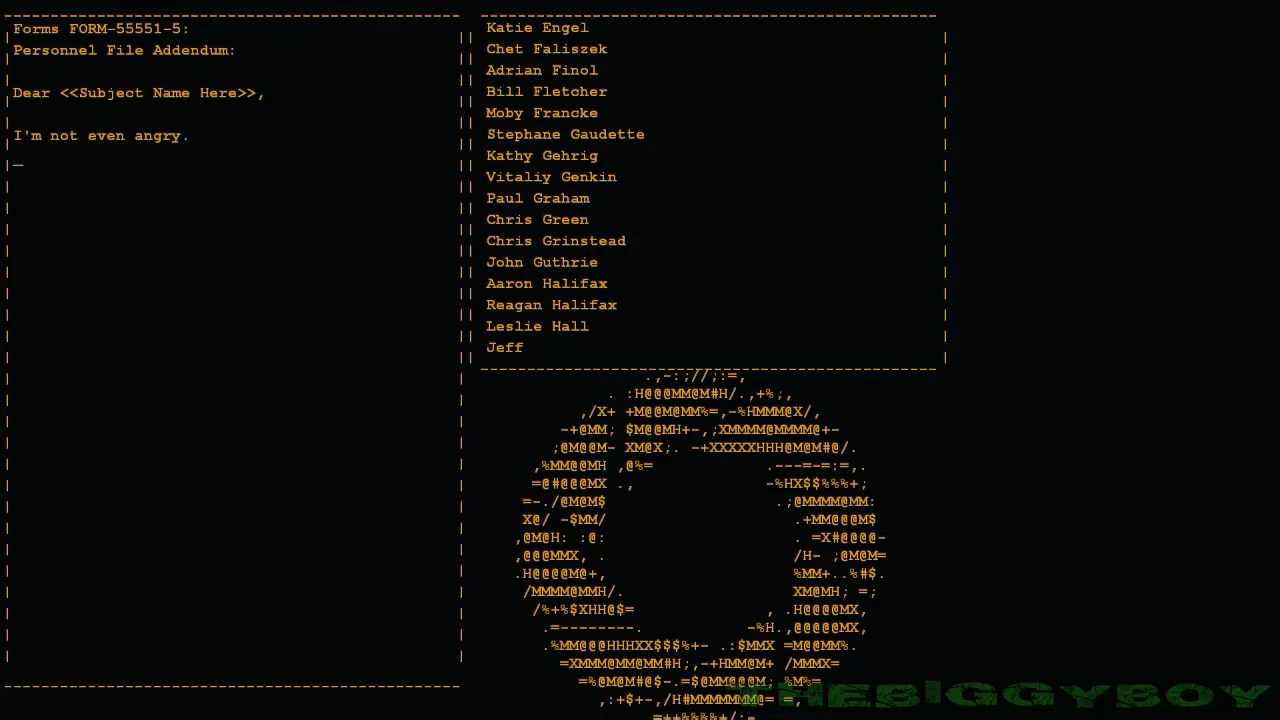 Forms FORM-55551-5:
Personnel File Addendum:
Dear <<Subject Name Here>>,
I'm not even angry.
_
Katie Engel
Chet Faliszek
Adrian Finol
Bill Fletcher
Moby Francke
Stephane Gaudette
Kathy Gehrig
Vitaliy Genkin
Paul Graham
Chris Green
Chris Grinstead
John Guthrie
Aaron Halifax
Reagan Halifax
Leslie Hall
Jeff
THEBIGGYBOY